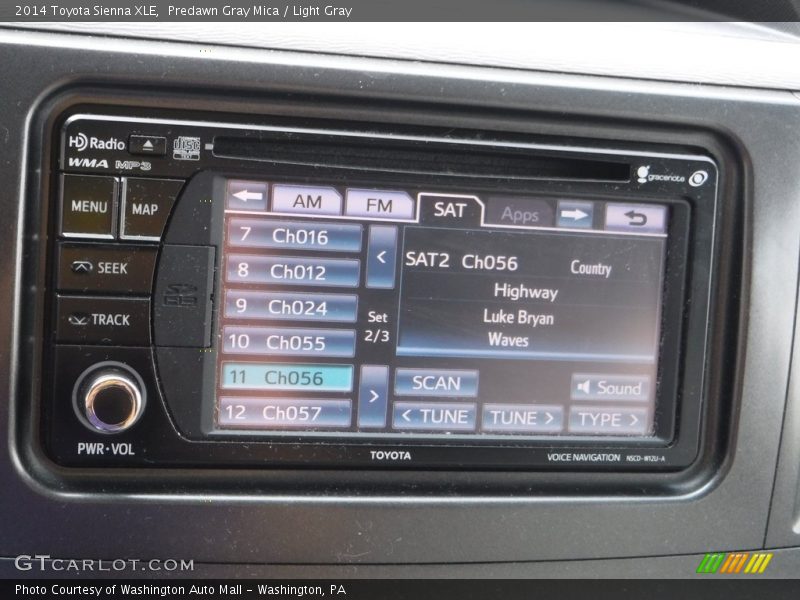 2014 Toyota Sienna XLE,  Predawn Gray Mica / Light Gray
HD Radio
WMA MP3
gracenote
MENU MAP
SEEK
TRACK
PWR•VOL
AM FM SAT Apps
7 Ch016
8 Ch012
9 Ch024
10 Ch055
11 Ch056
12 Ch057
<
Set
2/3
>
SAT2 Ch056 Country
Highway
Luke Bryan
Waves
SCAN Sound
< TUNE TUNE > TYPE >
TOYOTA
VOICE NAVIGATION NSCD-W12U-A
GTCARLOT.COM
Photo Courtesy of Washington Auto Mall – Washington, PA